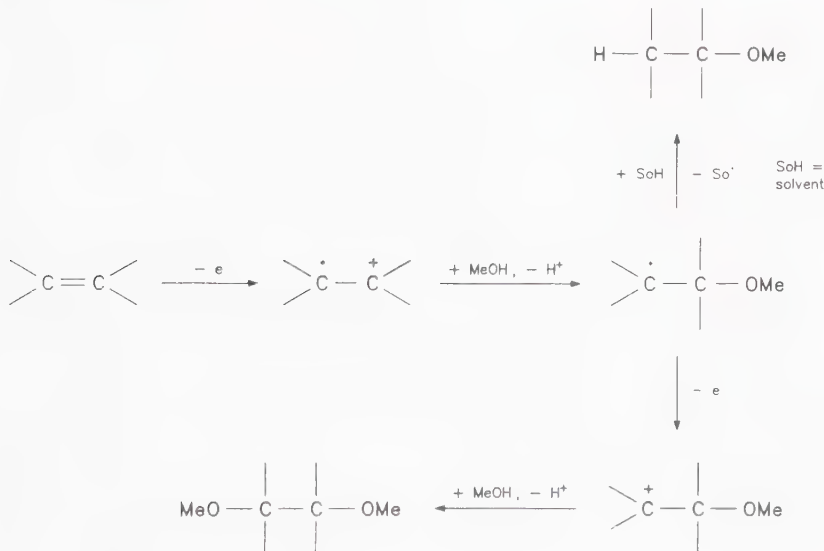 H — C — C — OMe
+ SoH − So·
SoH =
solvent
C = C
− e
C· — C+
+ MeOH, − H+
C· — C — OMe
− e
MeO — C — C — OMe
+ MeOH, − H+
C+ — C — OMe